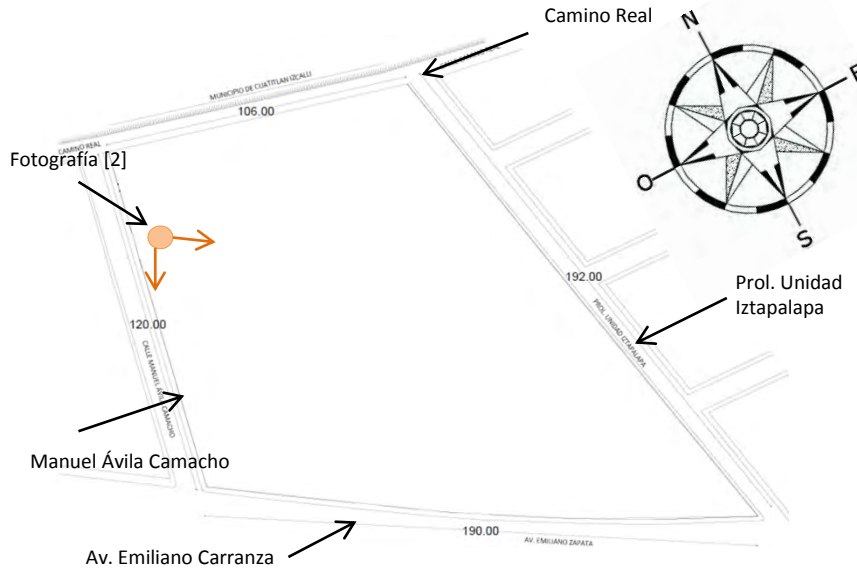 Camino Real
N
E
O
S
MUNICIPIO DE CUATITLAN IZCALLI
106.00
CAMINO REAL
Fotografía [2]
192.00
PROL. UNIDAD IZTAPALAPA
Prol. Unidad
Iztapalapa
120.00
CALLE MANUEL ÁVILA CAMACHO
Manuel Ávila Camacho
190.00
AV. EMILIANO ZAPATA
Av. Emiliano Carranza